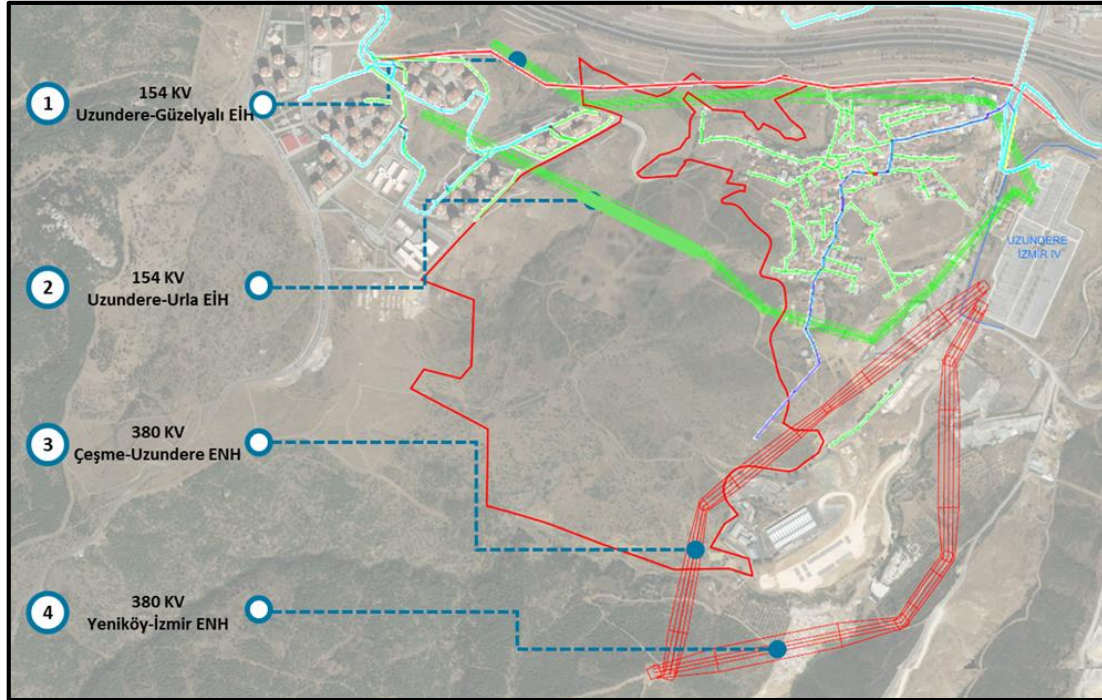 1
154 KV
Uzundere-Güzelyalı EİH
2
154 KV
Uzundere-Urla EİH
3
380 KV
Çeşme-Uzundere ENH
4
380 KV
Yeniköy-İzmir ENH
UZUNDERE
İZMİR IV